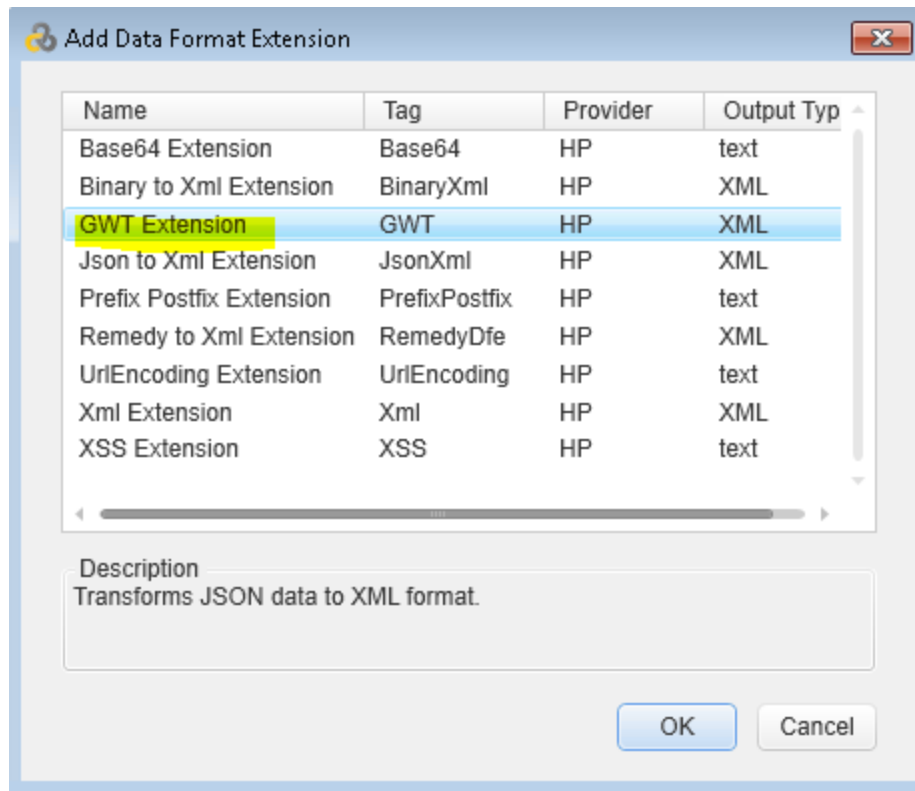 Add Data Format Extension
Name Tag Provider Output Typ
Base64 Extension Base64 HP text
Binary to Xml Extension BinaryXml HP XML
GWT Extension GWT HP XML
Json to Xml Extension JsonXml HP XML
Prefix Postfix Extension PrefixPostfix HP text
Remedy to Xml Extension RemedyDfe HP XML
UrlEncoding Extension UrlEncoding HP text
Xml Extension Xml HP XML
XSS Extension XSS HP text
Description
Transforms JSON data to XML format.
OK Cancel